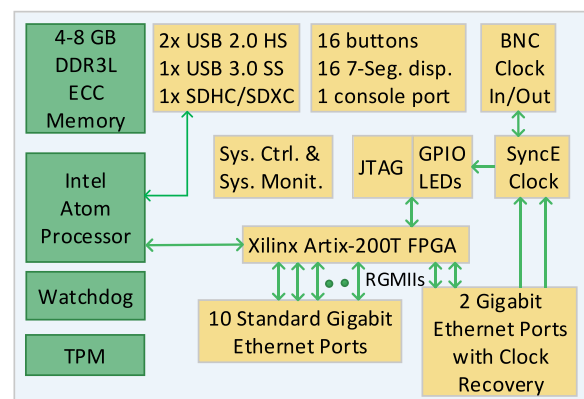 4-8 GB
DDR3L
ECC
Memory
2x USB 2.0 HS
1x USB 3.0 SS
1x SDHC/SDXC
16 buttons
16 7-Seg. disp.
1 console port
BNC
Clock
In/Out
Intel
Atom
Processor
Sys. Ctrl. &
Sys. Monit.
JTAG
GPIO
LEDs
SyncE
Clock
Xilinx Artix-200T FPGA
Watchdog
RGMIIs
10 Standard Gigabit
Ethernet Ports
2 Gigabit
Ethernet Ports
with Clock
Recovery
TPM